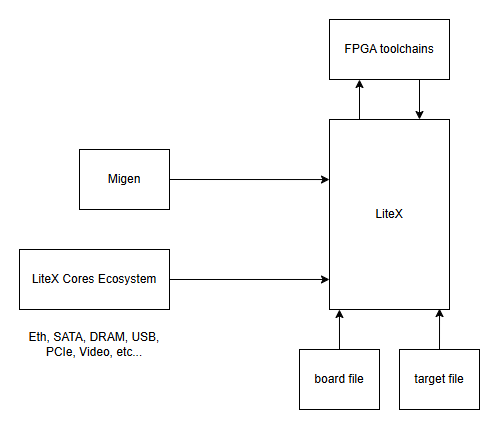 FPGA toolchains
Migen
LiteX
LiteX Cores Ecosystem
Eth, SATA, DRAM, USB,
PCIe, Video, etc...
board file
target file